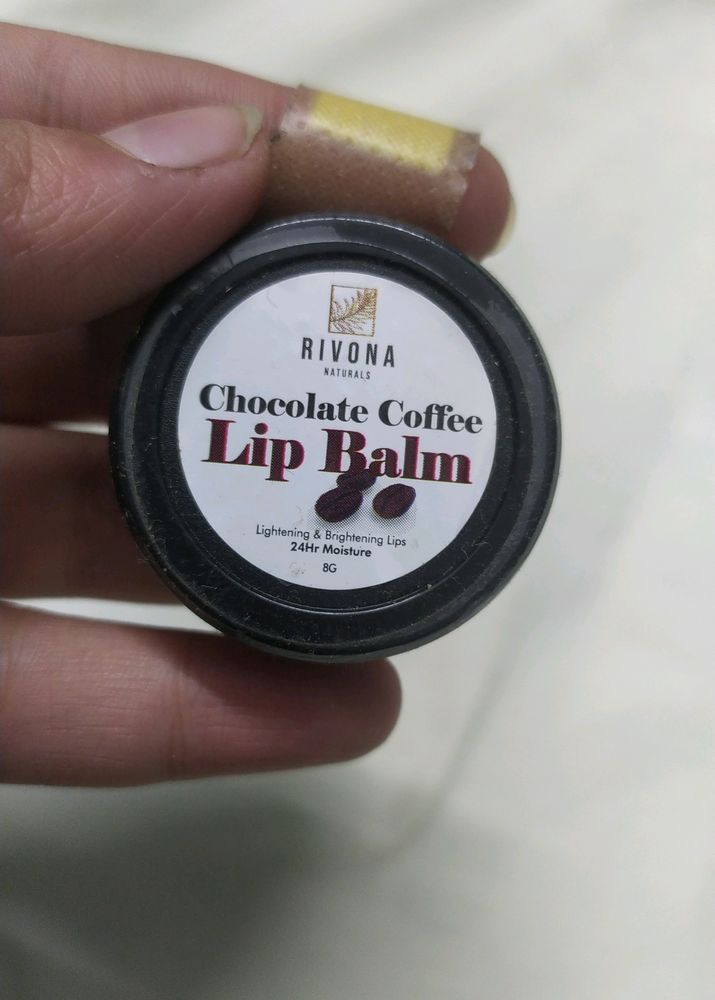 RIVONA
NATURALS
Chocolate Coffee
Lip Balm
Lightening & Brightening Lips
24Hr Moisture
8G